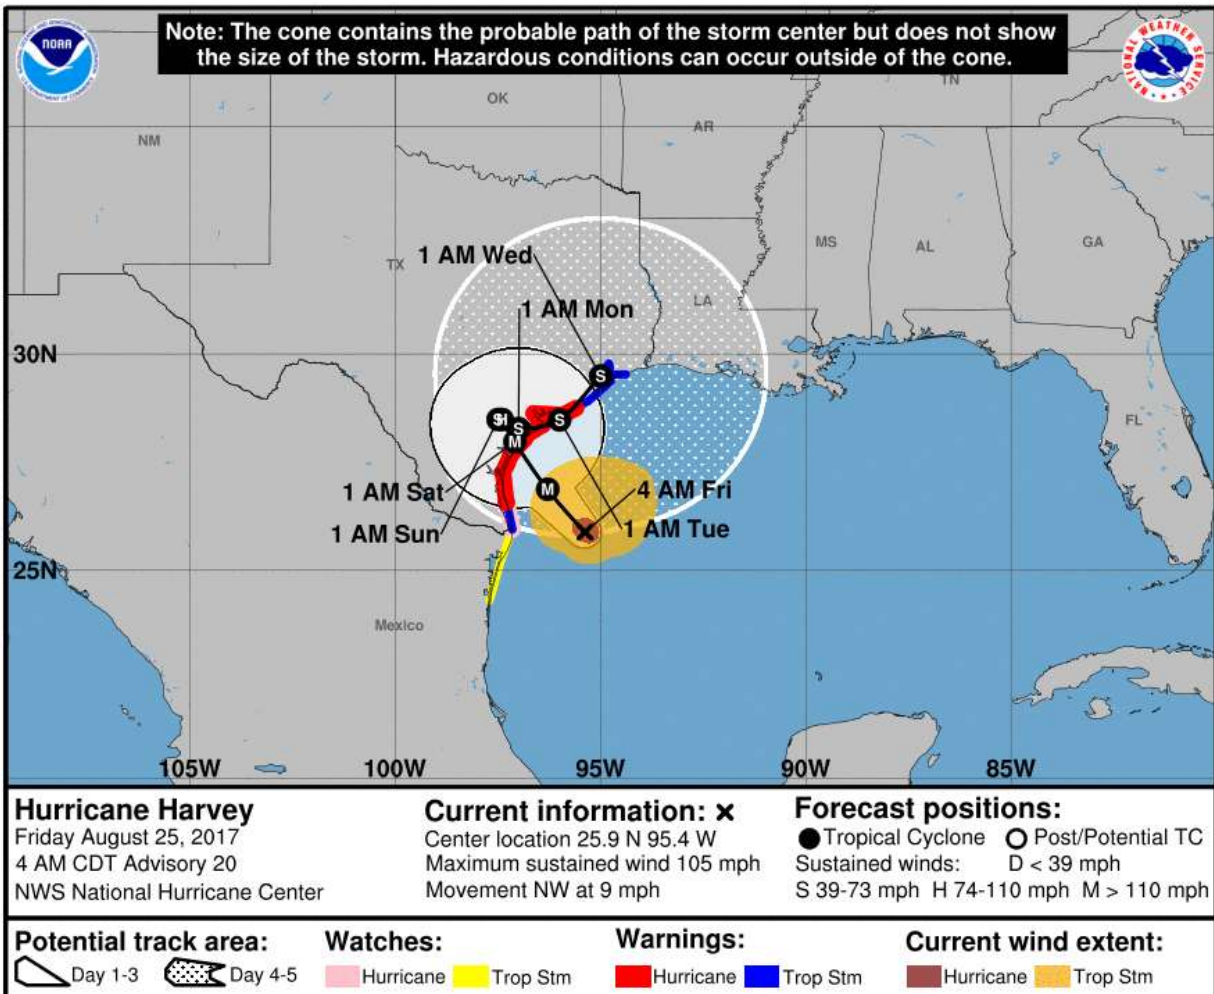 Note: The cone contains the probable path of the storm center but does not show
the size of the storm. Hazardous conditions can occur outside of the cone.
NOAA
NATIONAL WEATHER SERVICE
TN
OK
AR
NM
MS
AL
GA
TX
1 AM Wed
LA
1 AM Mon
30N
S
FL
S
H
S
S
M
1 AM Sat
M
4 AM Fri
1 AM Sun
1 AM Tue
25N
Mexico
105W
100W
95W
90W
85W
Hurricane Harvey
Friday August 25, 2017
4 AM CDT Advisory 20
NWS National Hurricane Center
Current information: x
Center location 25.9 N 95.4 W
Maximum sustained wind 105 mph
Movement NW at 9 mph
Forecast positions:
Tropical Cyclone Post/Potential TC
Sustained winds: D < 39 mph
S 39-73 mph H 74-110 mph M > 110 mph
Potential track area:
Day 1-3 Day 4-5
Watches:
Hurricane Trop Stm
Warnings:
Hurricane Trop Stm
Current wind extent:
Hurricane Trop Stm